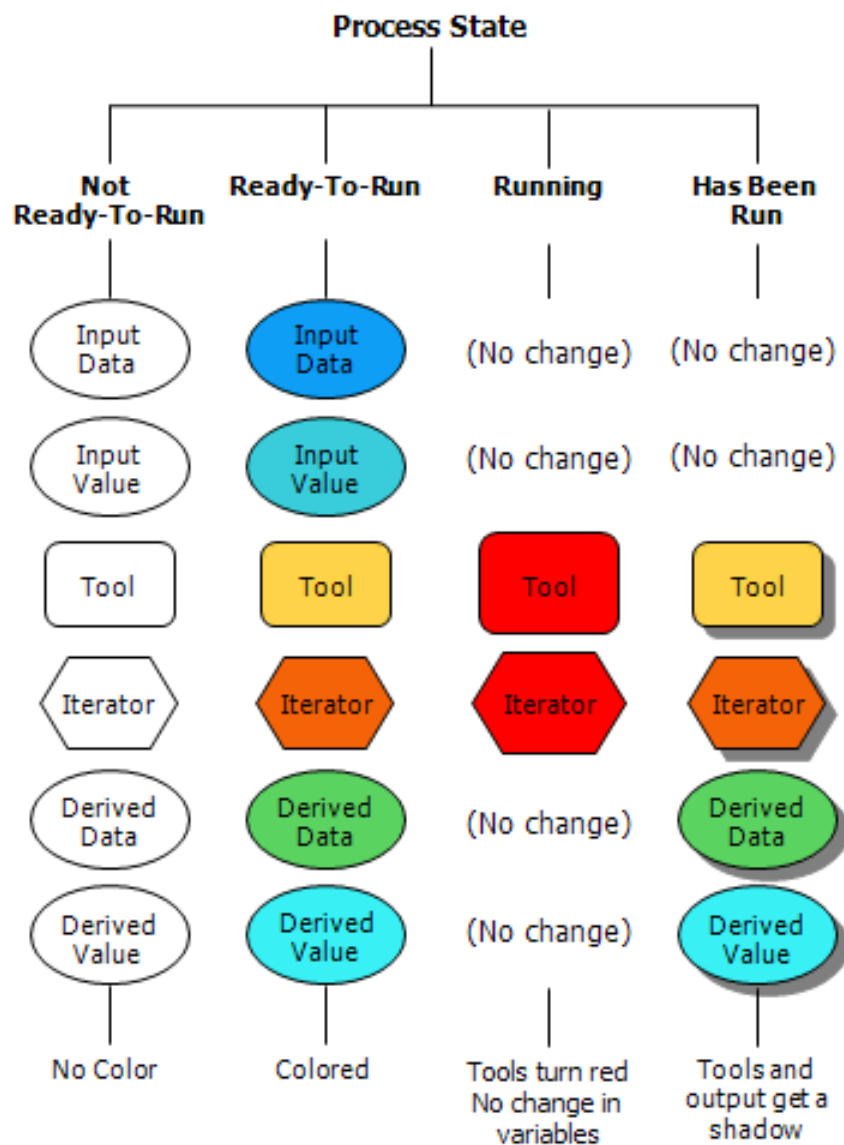 Process State
Not
Ready-To-Run
Ready-To-Run
Running
Has Been
Run
Input
Data
Input
Data
(No change)
(No change)
Input
Value
Input
Value
(No change)
(No change)
Tool
Tool
Tool
Tool
Iterator
Iterator
Iterator
Iterator
Derived
Data
Derived
Data
(No change)
Derived
Data
Derived
Value
Derived
Value
(No change)
Derived
Value
No Color
Colored
Tools turn red
No change in
variables
Tools and
output get a
shadow